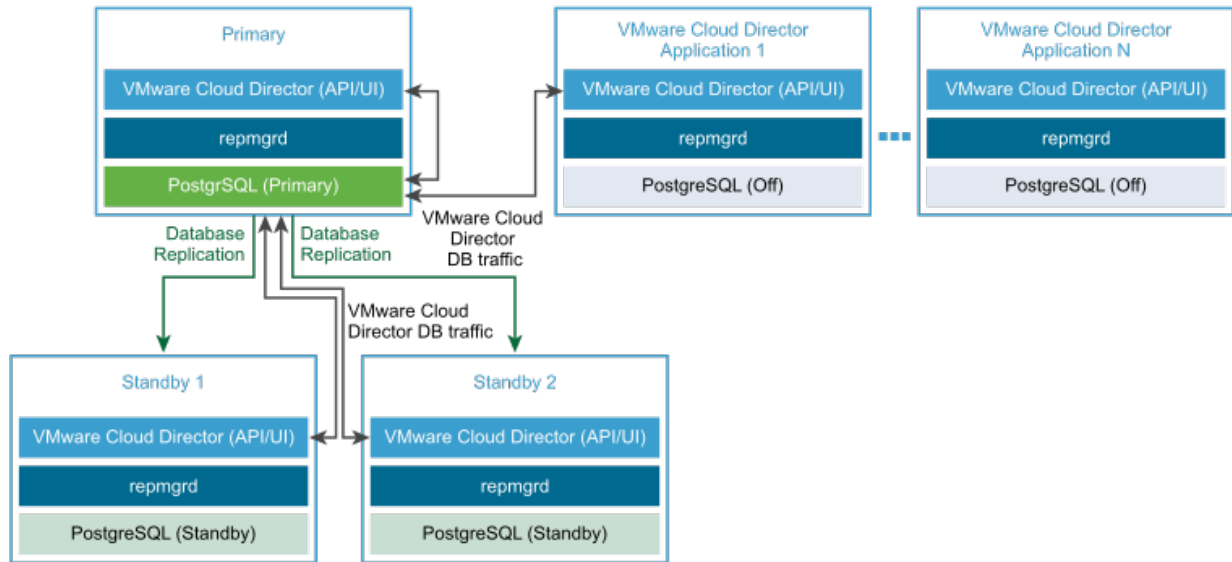 Primary
VMware Cloud Director (API/UI)
repmgrd
PostgrSQL (Primary)
VMware Cloud Director
Application 1
VMware Cloud Director (API/UI)
repmgrd
PostgreSQL (Off)
VMware Cloud Director
Application N
VMware Cloud Director (API/UI)
repmgrd
PostgreSQL (Off)
Database
Replication
Database
Replication
VMware Cloud
Director
DB traffic
VMware Cloud
Director DB traffic
Standby 1
VMware Cloud Director (API/UI)
repmgrd
PostgreSQL (Standby)
Standby 2
VMware Cloud Director (API/UI)
repmgrd
PostgreSQL (Standby)